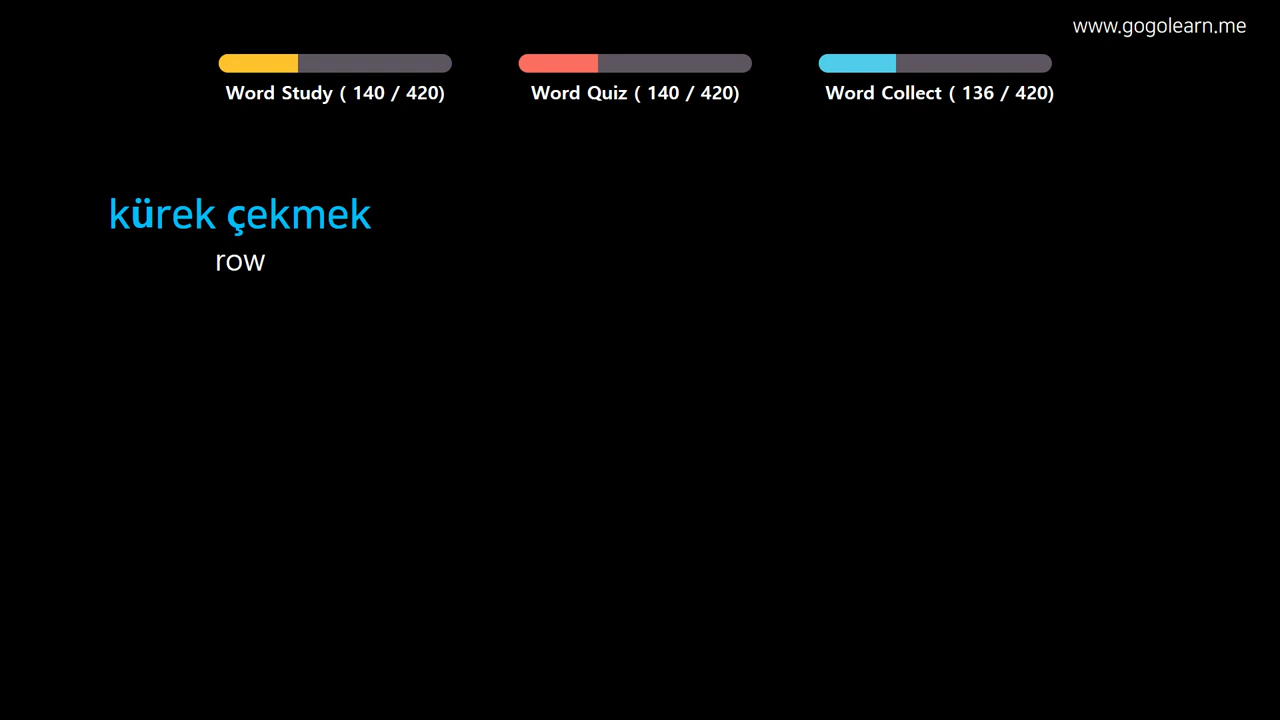 www.gogolearn.me
Word Study ( 140 / 420)
Word Quiz ( 140 / 420)
Word Collect ( 136 / 420)
kürek çekmek
row